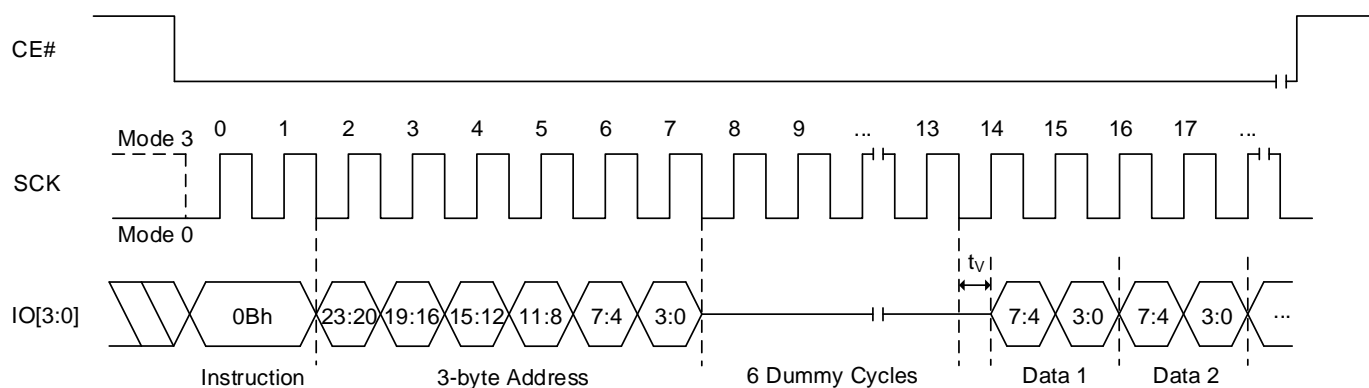 CE#
0 1 2 3 4 5 6 7 8 9 ... 13 14 15 16 17 ...
Mode 3
SCK
Mode 0
tV
IO[3:0] 0Bh 23:20 19:16 15:12 11:8 7:4 3:0 7:4 3:0 7:4 3:0 ...
Instruction 3-byte Address 6 Dummy Cycles Data 1 Data 2